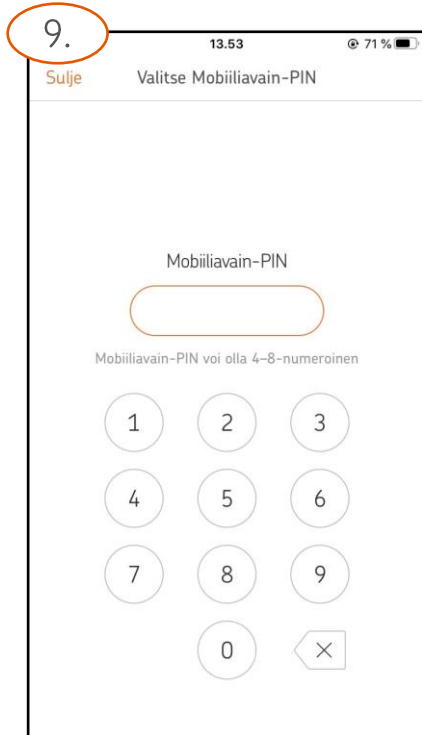 9.
13.53 71 %
Sulje Valitse Mobiiliavain-PIN
Mobiiliavain-PIN
Mobiiliavain-PIN voi olla 4–8-numeroinen
1 2 3
4 5 6
7 8 9
0